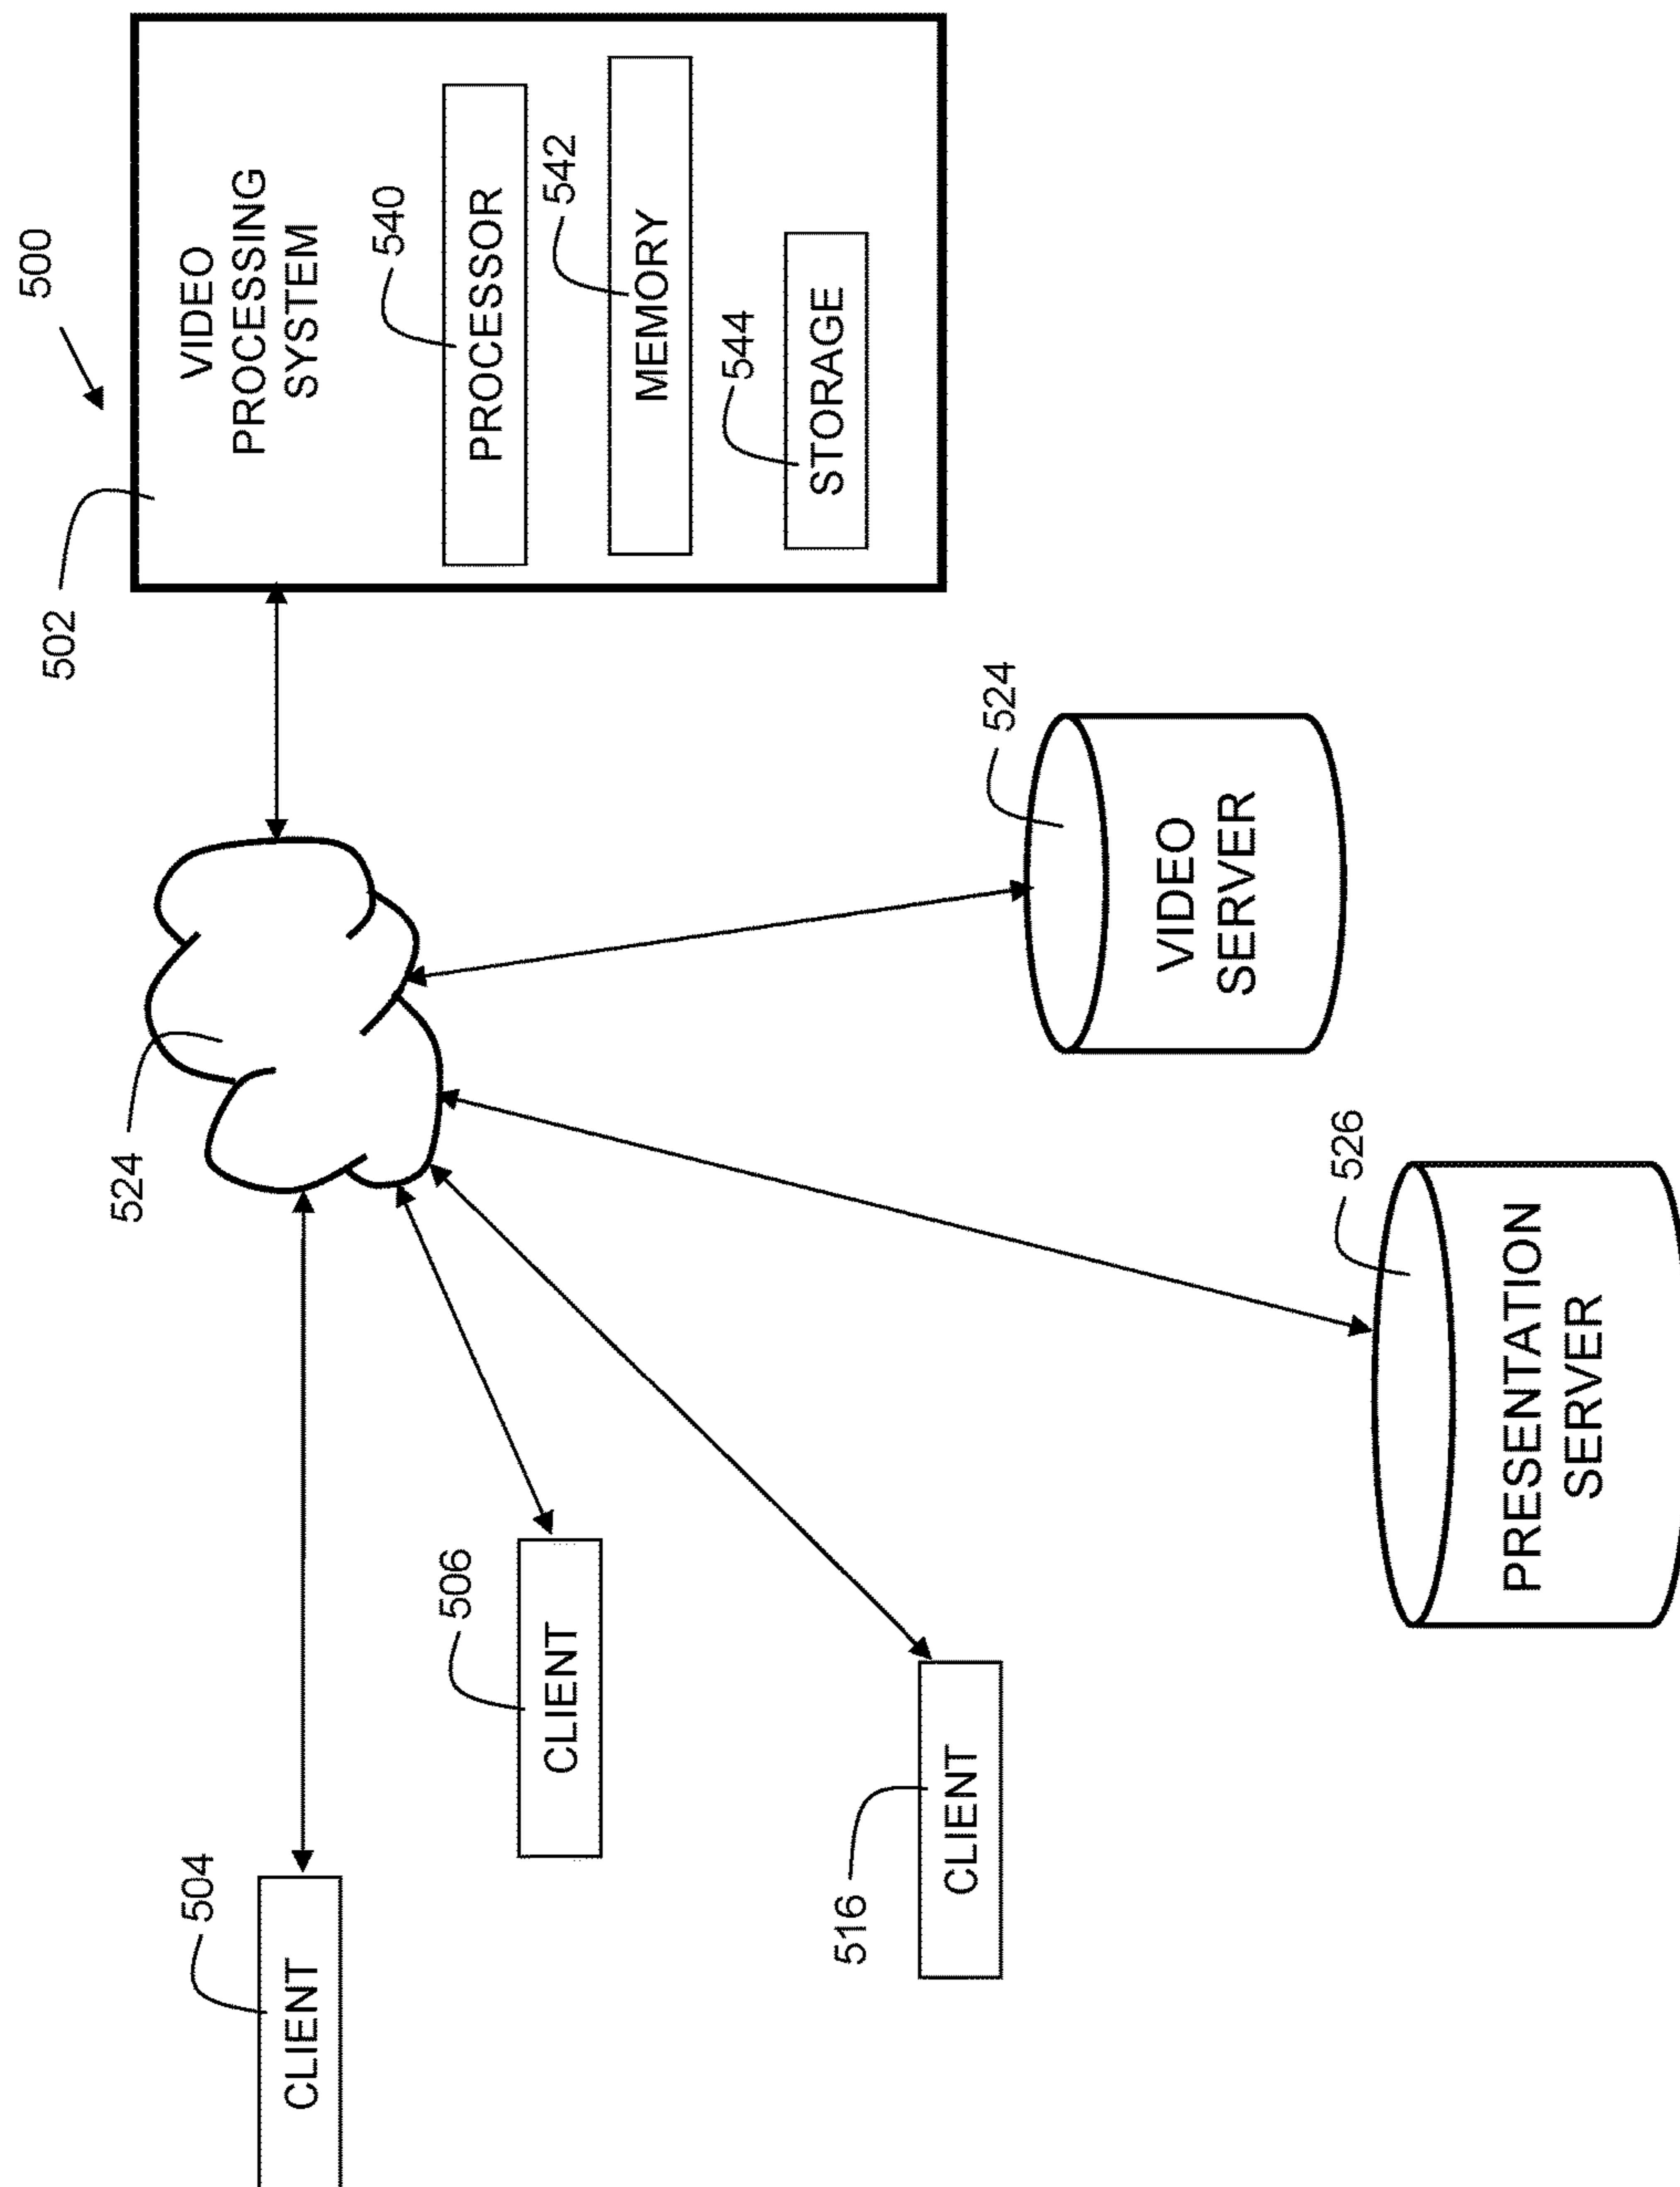 500
502
VIDEO
PROCESSING
SYSTEM
540
PROCESSOR
542
MEMORY
544
STORAGE
524
524
VIDEO
SERVER
526
PRESENTATION
SERVER
504
CLIENT
506
CLIENT
516
CLIENT